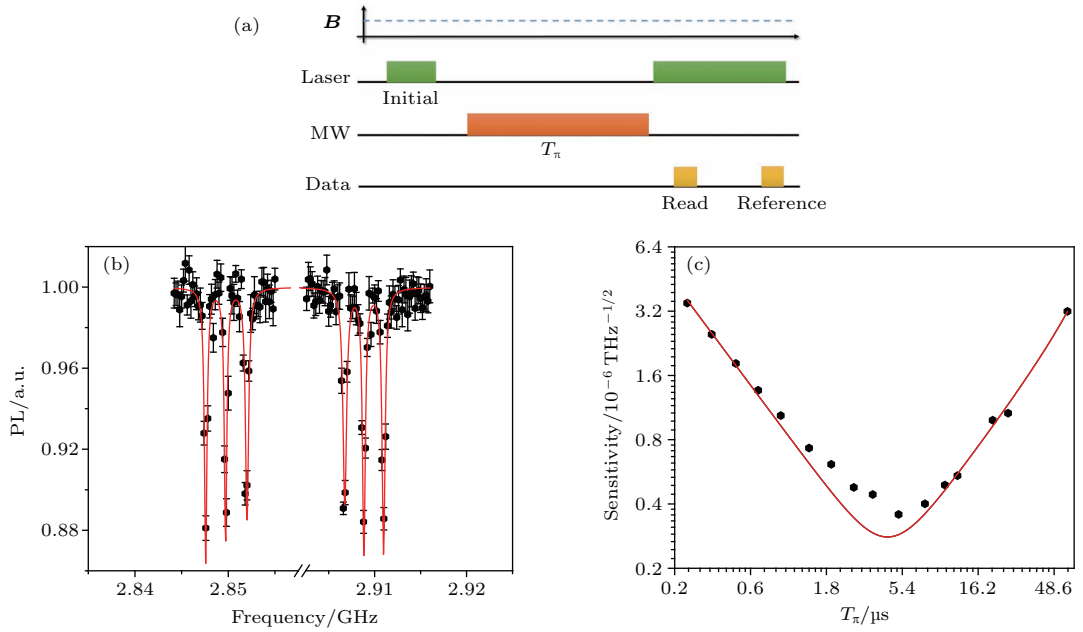 (a)
B
Laser
Initial
MW
Tπ
Data
Read Reference
(b)
PL/a.u.
1.00
0.96
0.92
0.88
2.84 2.85 2.91 2.92
Frequency/GHz
(c)
Sensitivity/10⁻⁶ THz⁻¹/²
6.4
3.2
1.6
0.8
0.4
0.2
0.2 0.6 1.8 5.4 16.2 48.6
Tπ/µs